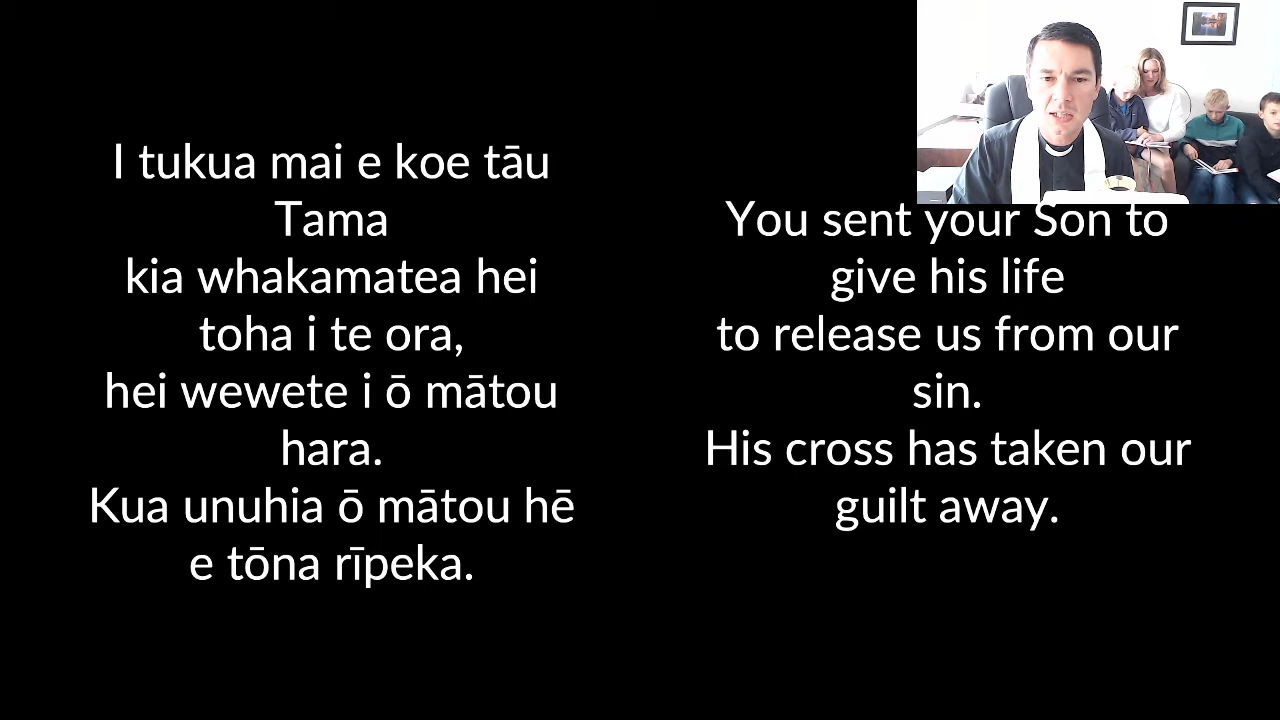 I tukua mai e koe tāu
Tama
kia whakamatea hei
toha i te ora,
hei wewete i ō mātou
hara.
Kua unuhia ō mātou hē
e tōna rīpeka.
You sent your Son to
give his life
to release us from our
sin.
His cross has taken our
guilt away.